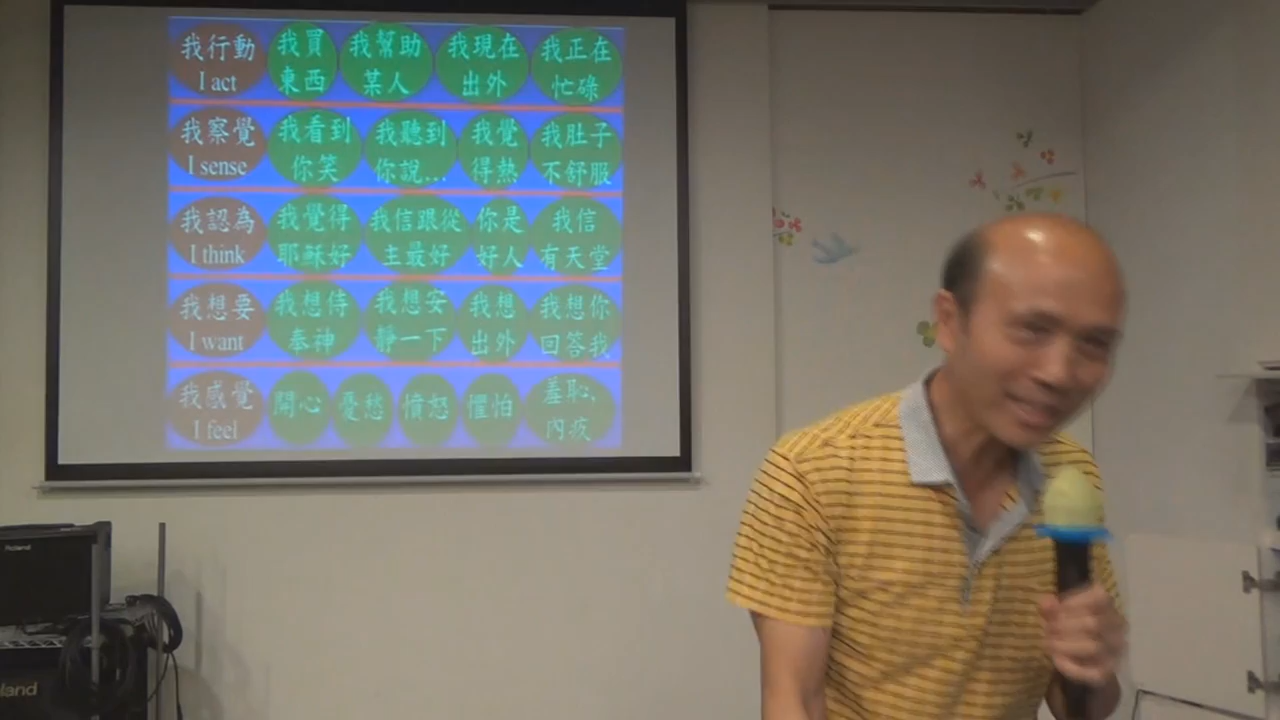 我行動
I act
我買
東西
我幫助
某人
我現在
出外
我正在
忙碌
我察覺
I sense
我看到
你笑
我聽到
你說...
我覺
得熱
我肚子
不舒服
我認為
I think
我覺得
耶穌好
我信跟從
主最好
你是
好人
我信
有天堂
我想要
I want
我想侍
奉神
我想安
靜一下
我想
出外
我想你
回答我
我感覺
I feel
開心
憂愁
憤怒
懼怕
羞恥,
內疚
Roland
land